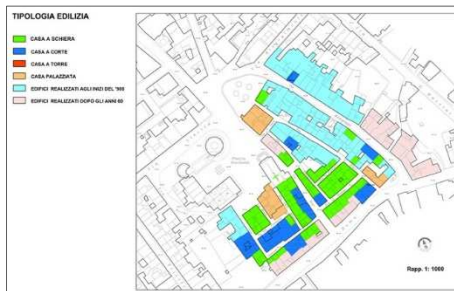 TIPOLOGIA EDILIZIA
CASA A SCHIERA
CASA A CORTE
CASA A TORRE
CASA PALAZZIATA
EDIFICI REALIZZATI AGLI INIZI DEL '900
EDIFICI REALIZZATI DOPO GLI ANNI 60
Rapp. 1: 1000